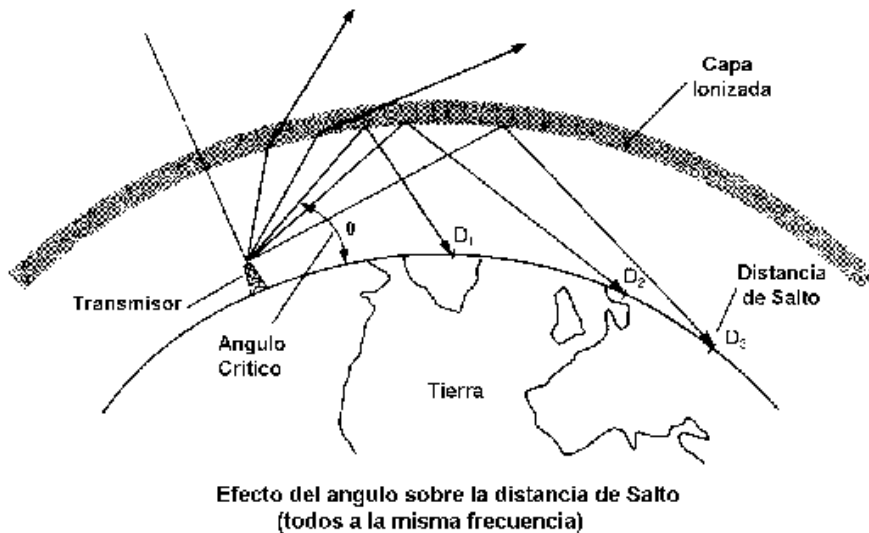 Capa
Ionizada
θ
D₁
D₂
Distancia
de Salto
Transmisor
D₃
Angulo
Critico
Tierra
Efecto del angulo sobre la distancia de Salto
(todos a la misma frecuencia)